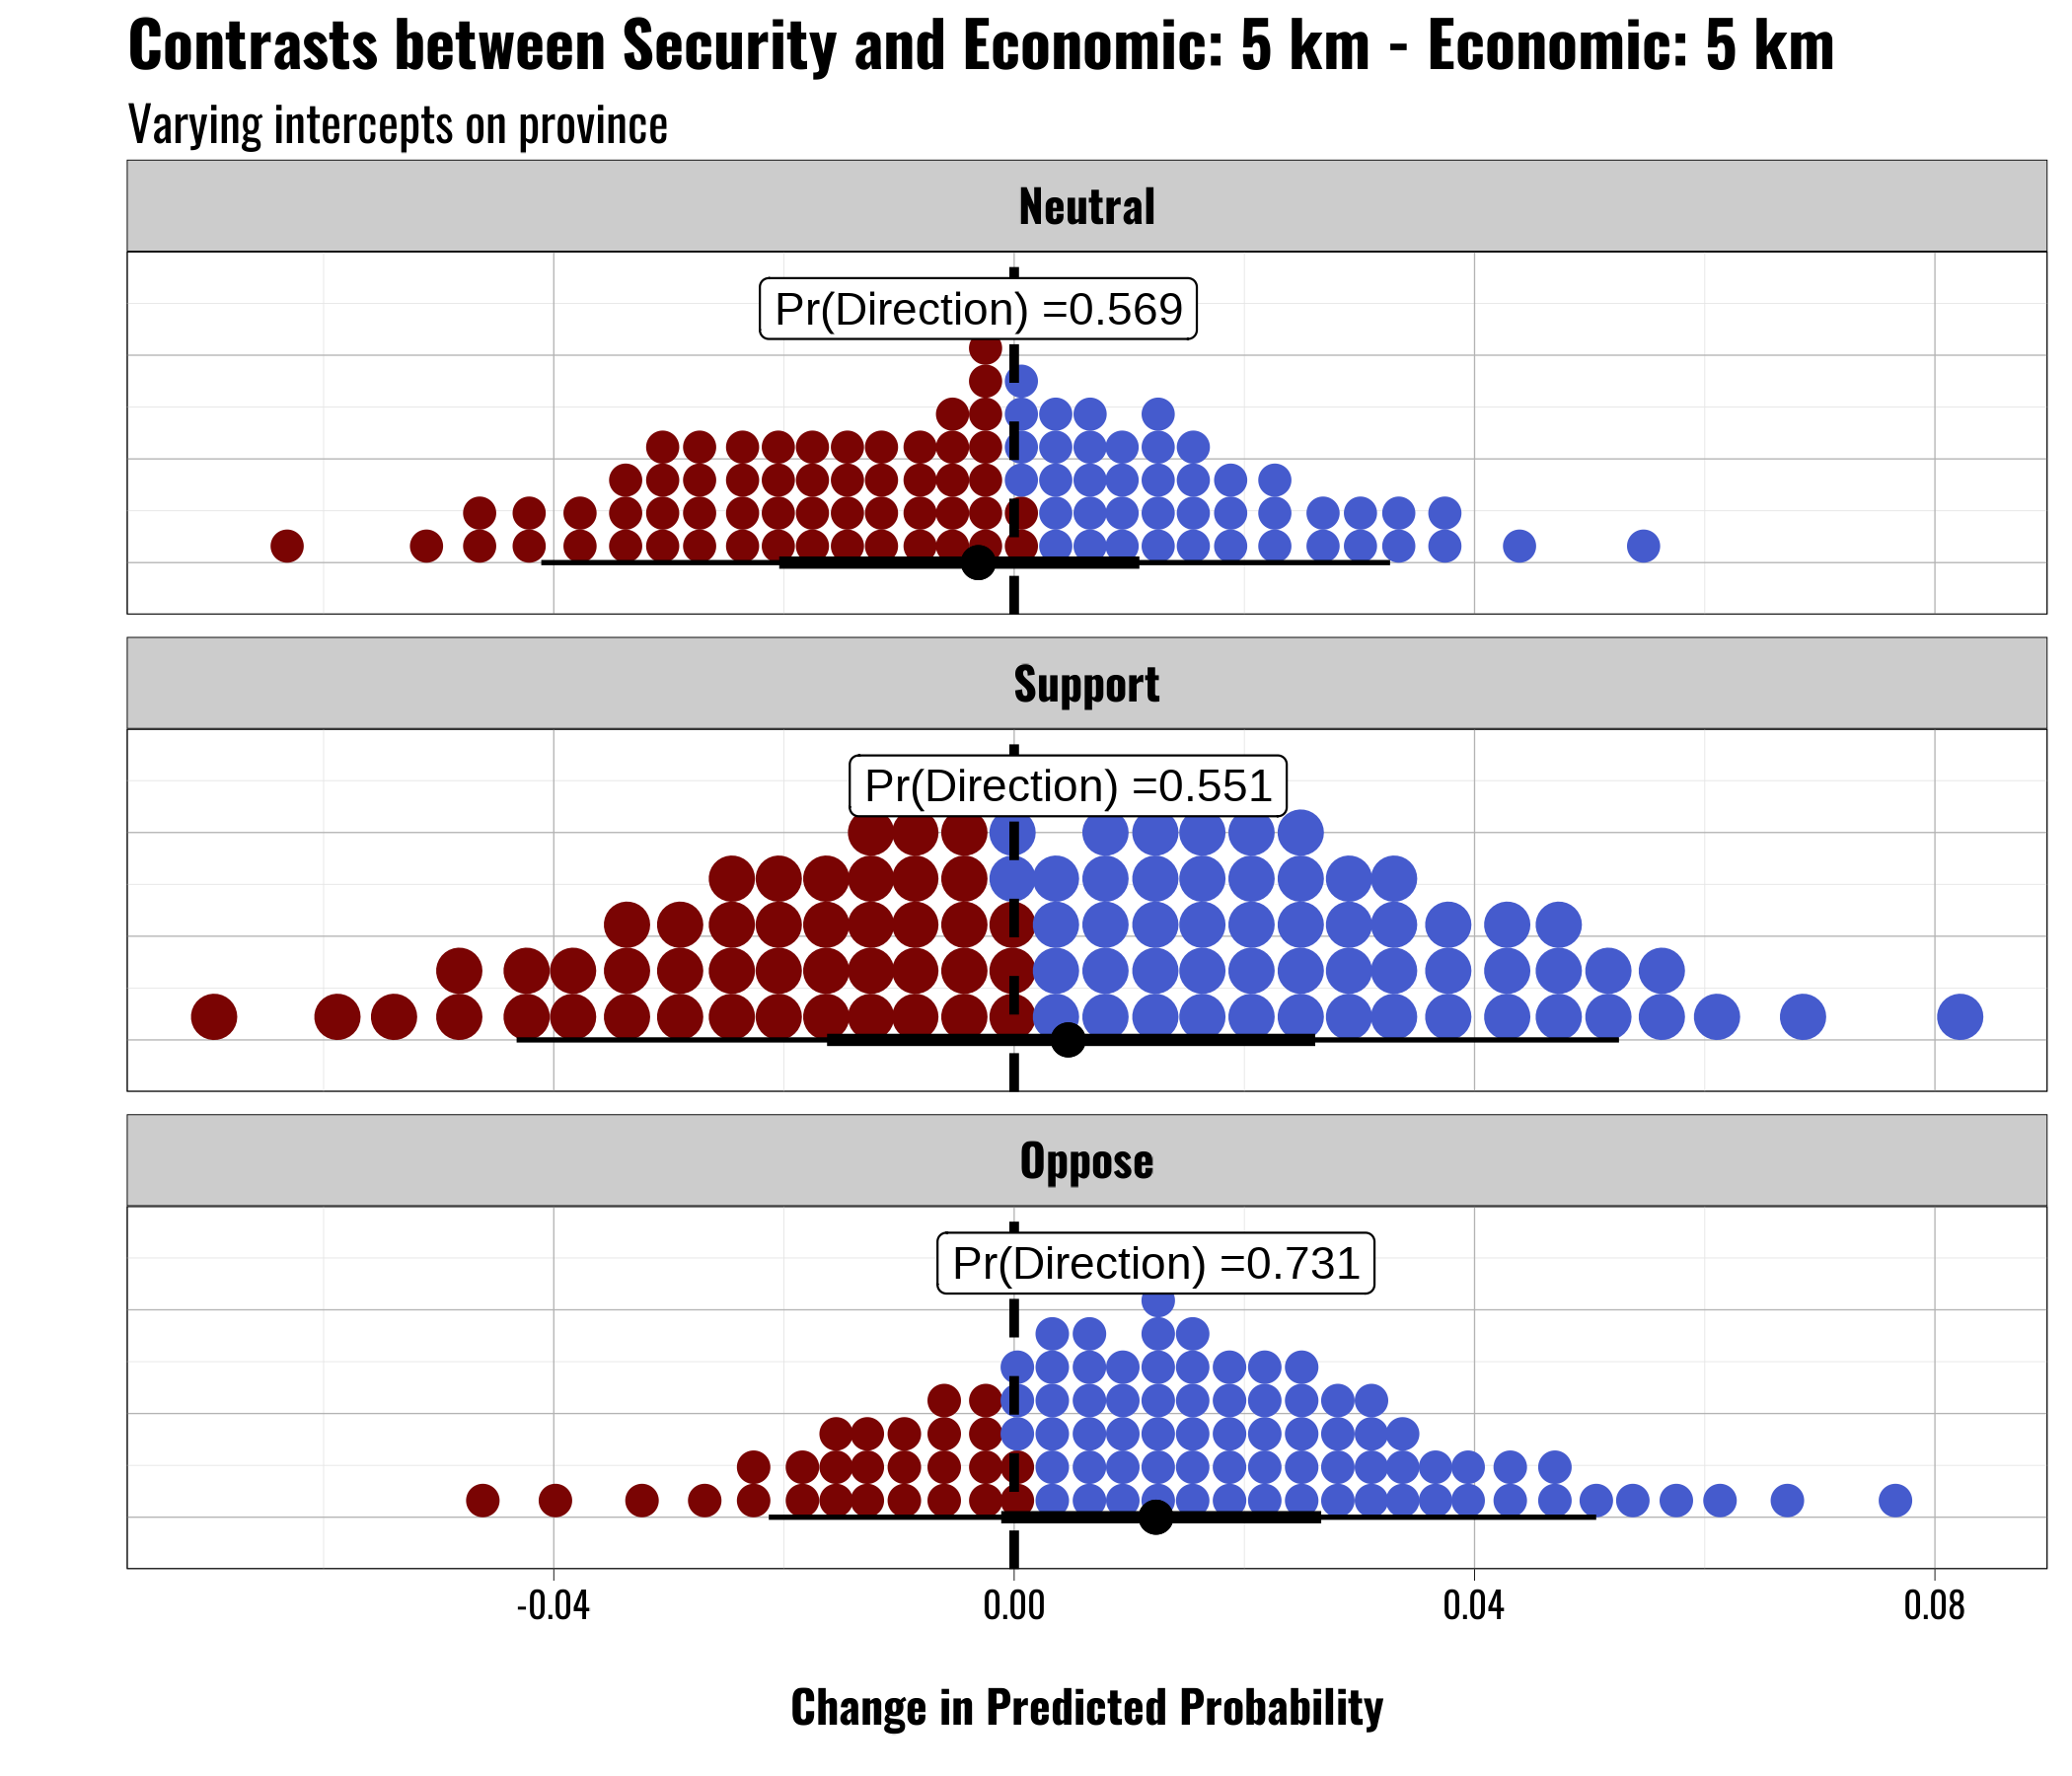 Contrasts between Security and Economic: 5 km - Economic: 5 km
Varying intercepts on province
Neutral
Pr(Direction) =0.569
Support
Pr(Direction) =0.551
Oppose
Pr(Direction) =0.731
-0.04 0.00 0.04 0.08
Change in Predicted Probability